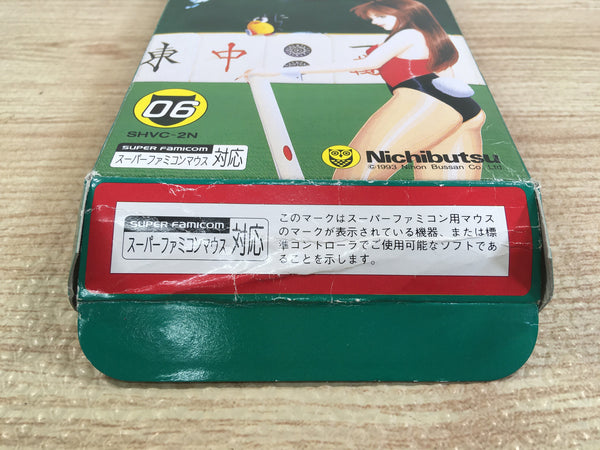 東 中
06
SHVC-2N
SUPER FAMICOM
スーパーファミコンマウス 対応
Nichibutsu
©1993 Nihon Bussan Co., Ltd.
SUPER FAMICOM
スーパーファミコンマウス 対応
このマークはスーパーファミコン用マウス
のマークが表示されている機器、または標
準コントローラでご使用可能なソフトであ
ることを示します。